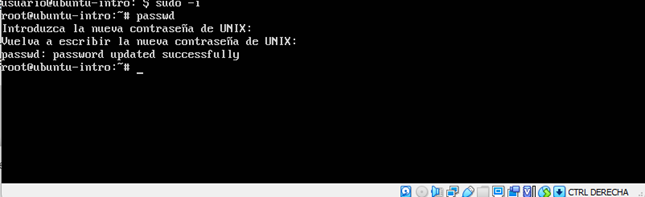 usuario@ubuntu-intro: $ sudo -i
root@ubuntu-intro:~# passwd
Introduzca la nueva contraseña de UNIX:
Vuelva a escribir la nueva contraseña de UNIX:
passwd: password updated successfully
root@ubuntu-intro:~# _
CTRL DERECHA